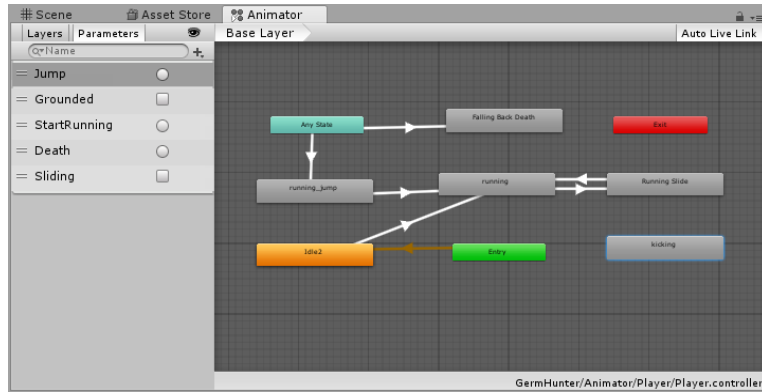 Scene
Asset Store
Animator
Layers
Parameters
Base Layer
Auto Live Link
Name
Jump
Grounded
StartRunning
Death
Sliding
Any State
Falling Back Death
Exit
running_jump
running
Running Slide
Idle2
Entry
kicking
GermHunter/Animator/Player/Player.controller